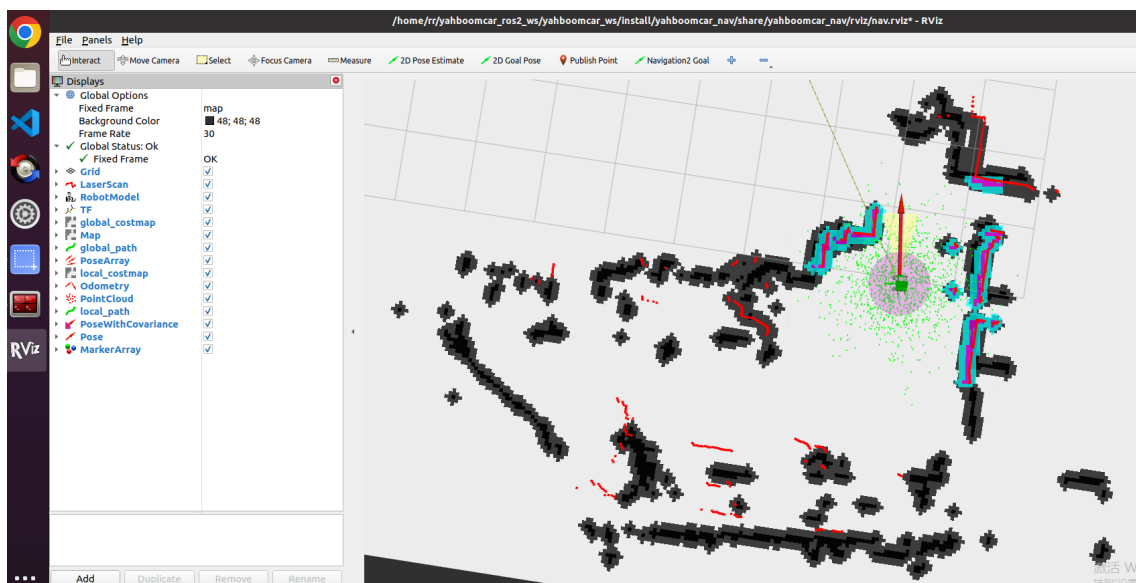 /home/rr/yahboomcar_ros2_ws/yahboomcar_ws/install/yahboomcar_nav/share/yahboomcar_nav/rviz/nav.rviz* - RViz
File Panels Help
Interact Move Camera Select Focus Camera Measure 2D Pose Estimate 2D Goal Pose Publish Point Navigation2 Goal
Displays
Global Options
Fixed Frame map
Background Color 48; 48; 48
Frame Rate 30
Global Status: Ok
Fixed Frame OK
Grid
LaserScan
RobotModel
TF
global_costmap
Map
global_path
PoseArray
local_costmap
Odometry
PointCloud
local_path
PoseWithCovariance
Pose
MarkerArray
RViz
Add Duplicate Remove Rename
激活 W